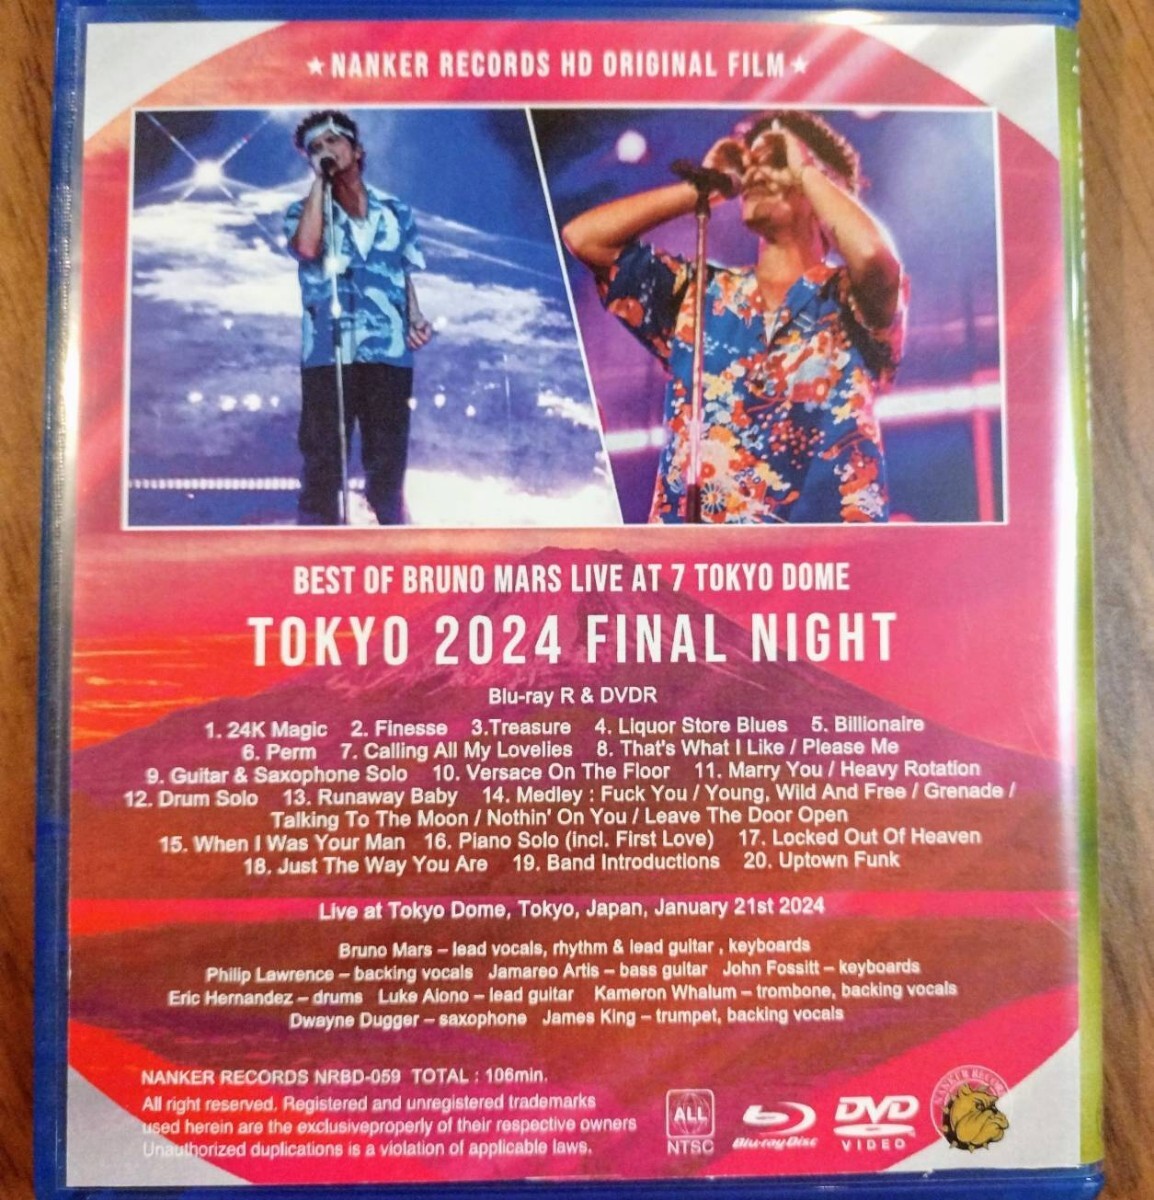 ★NANKER RECORDS HD ORIGINAL FILM★
BEST OF BRUNO MARS LIVE AT 7 TOKYO DOME
TOKYO 2024 FINAL NIGHT
Blu-ray R & DVDR
1. 24K Magic 2. Finesse 3.Treasure 4. Liquor Store Blues 5. Billionaire
6. Perm 7. Calling All My Lovelies 8. That's What I Like / Please Me
9. Guitar & Saxophone Solo 10. Versace On The Floor 11. Marry You / Heavy Rotation
12. Drum Solo 13. Runaway Baby 14. Medley : Fuck You / Young, Wild And Free / Grenade /
Talking To The Moon / Nothin' On You / Leave The Door Open
15. When I Was Your Man 16. Piano Solo (incl. First Love) 17. Locked Out Of Heaven
18. Just The Way You Are 19. Band Introductions 20. Uptown Funk
Live at Tokyo Dome, Tokyo, Japan, January 21st 2024
Bruno Mars – lead vocals, rhythm & lead guitar , keyboards
Philip Lawrence – backing vocals Jamareo Artis – bass guitar John Fossitt – keyboards
Eric Hernandez – drums Luke Aiono – lead guitar Kameron Whalum – trombone, backing vocals
Dwayne Dugger – saxophone James King – trumpet, backing vocals
NANKER RECORDS NRBD-059 TOTAL : 106min.
All right reserved. Registered and unregistered trademarks
used herein are the exclusiveproperly of their respective owners
Unauthorized duplications is a violation of applicable laws.
ALL
NTSC
Blu-ray Disc
DVD
VIDEO
NANKER RECORDS